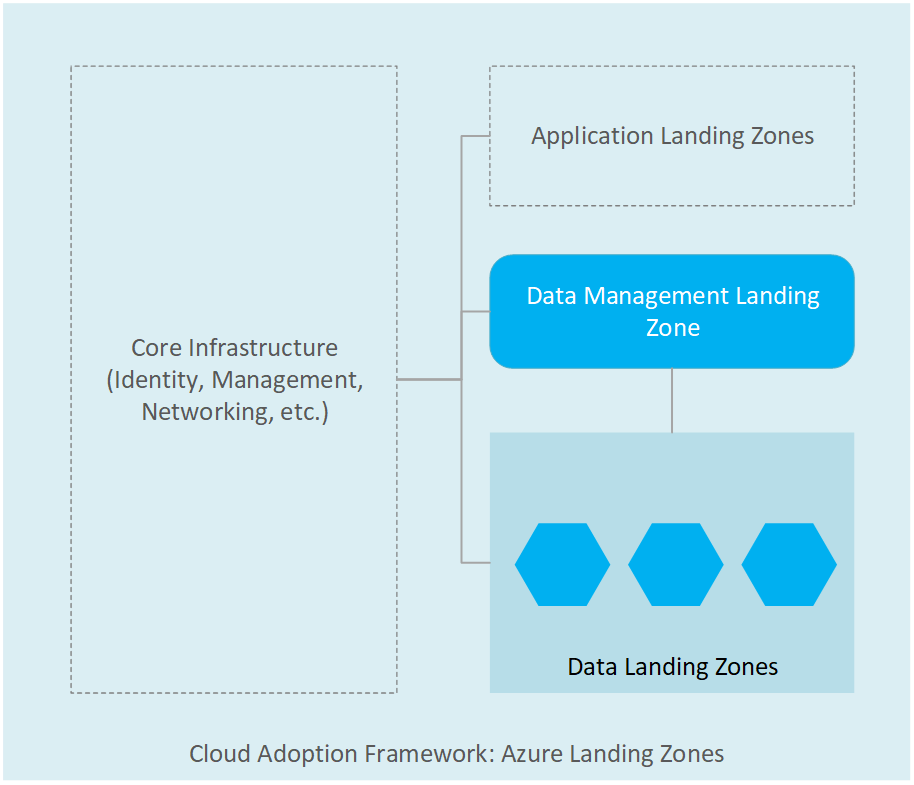 Application Landing Zones
Data Management Landing
Zone
Core Infrastructure
(Identity, Management,
Networking, etc.)
Data Landing Zones
Cloud Adoption Framework: Azure Landing Zones